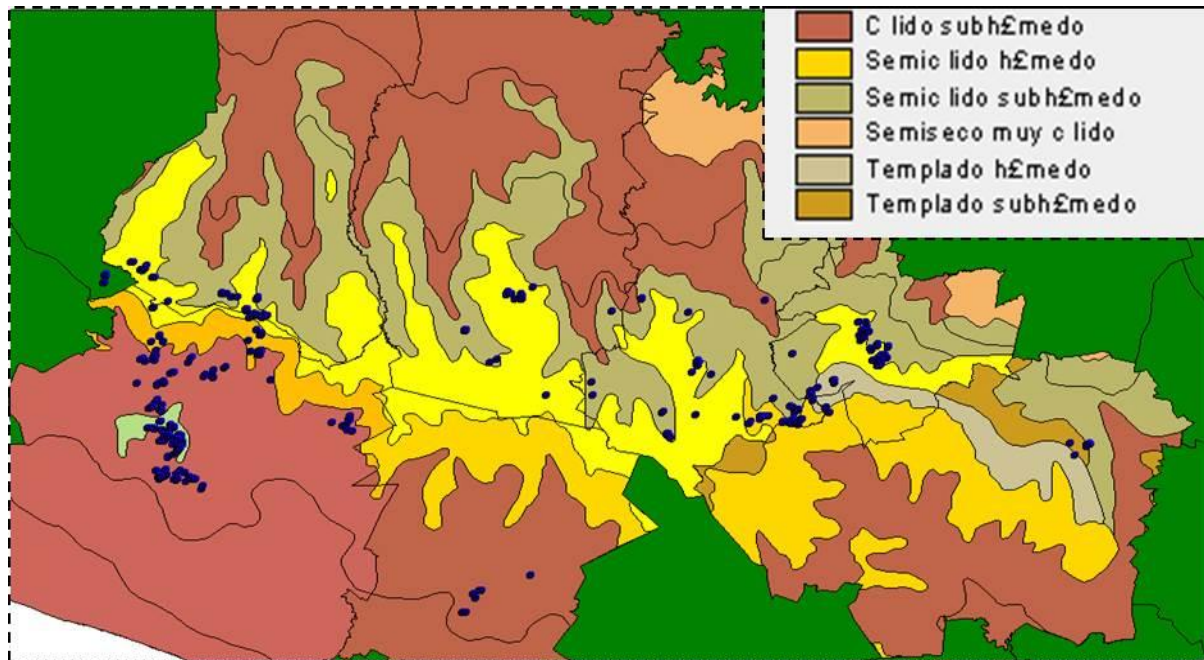 C lido subh£medo
Semic lido h£medo
Semic lido subh£medo
Semiseco muy c lido
Templado h£medo
Templado subh£medo